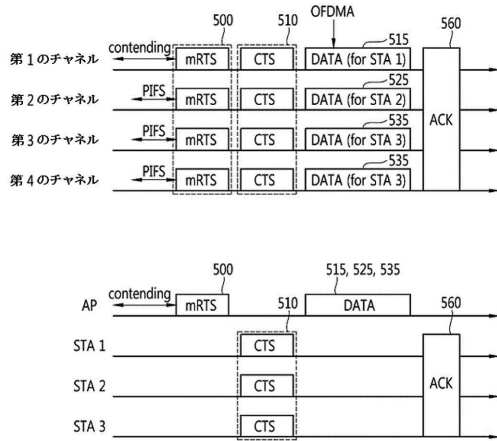 OFDMA
500
510
515
560
第1のチャネル
contending
mRTS
CTS
DATA (for STA 1)
525
第2のチャネル
PIFS
mRTS
CTS
DATA (for STA 2)
ACK
535
第3のチャネル
PIFS
mRTS
CTS
DATA (for STA 3)
535
第4のチャネル
PIFS
mRTS
CTS
DATA (for STA 3)
500
515, 525, 535
AP
contending
mRTS
510
DATA
560
STA 1
CTS
STA 2
CTS
ACK
STA 3
CTS